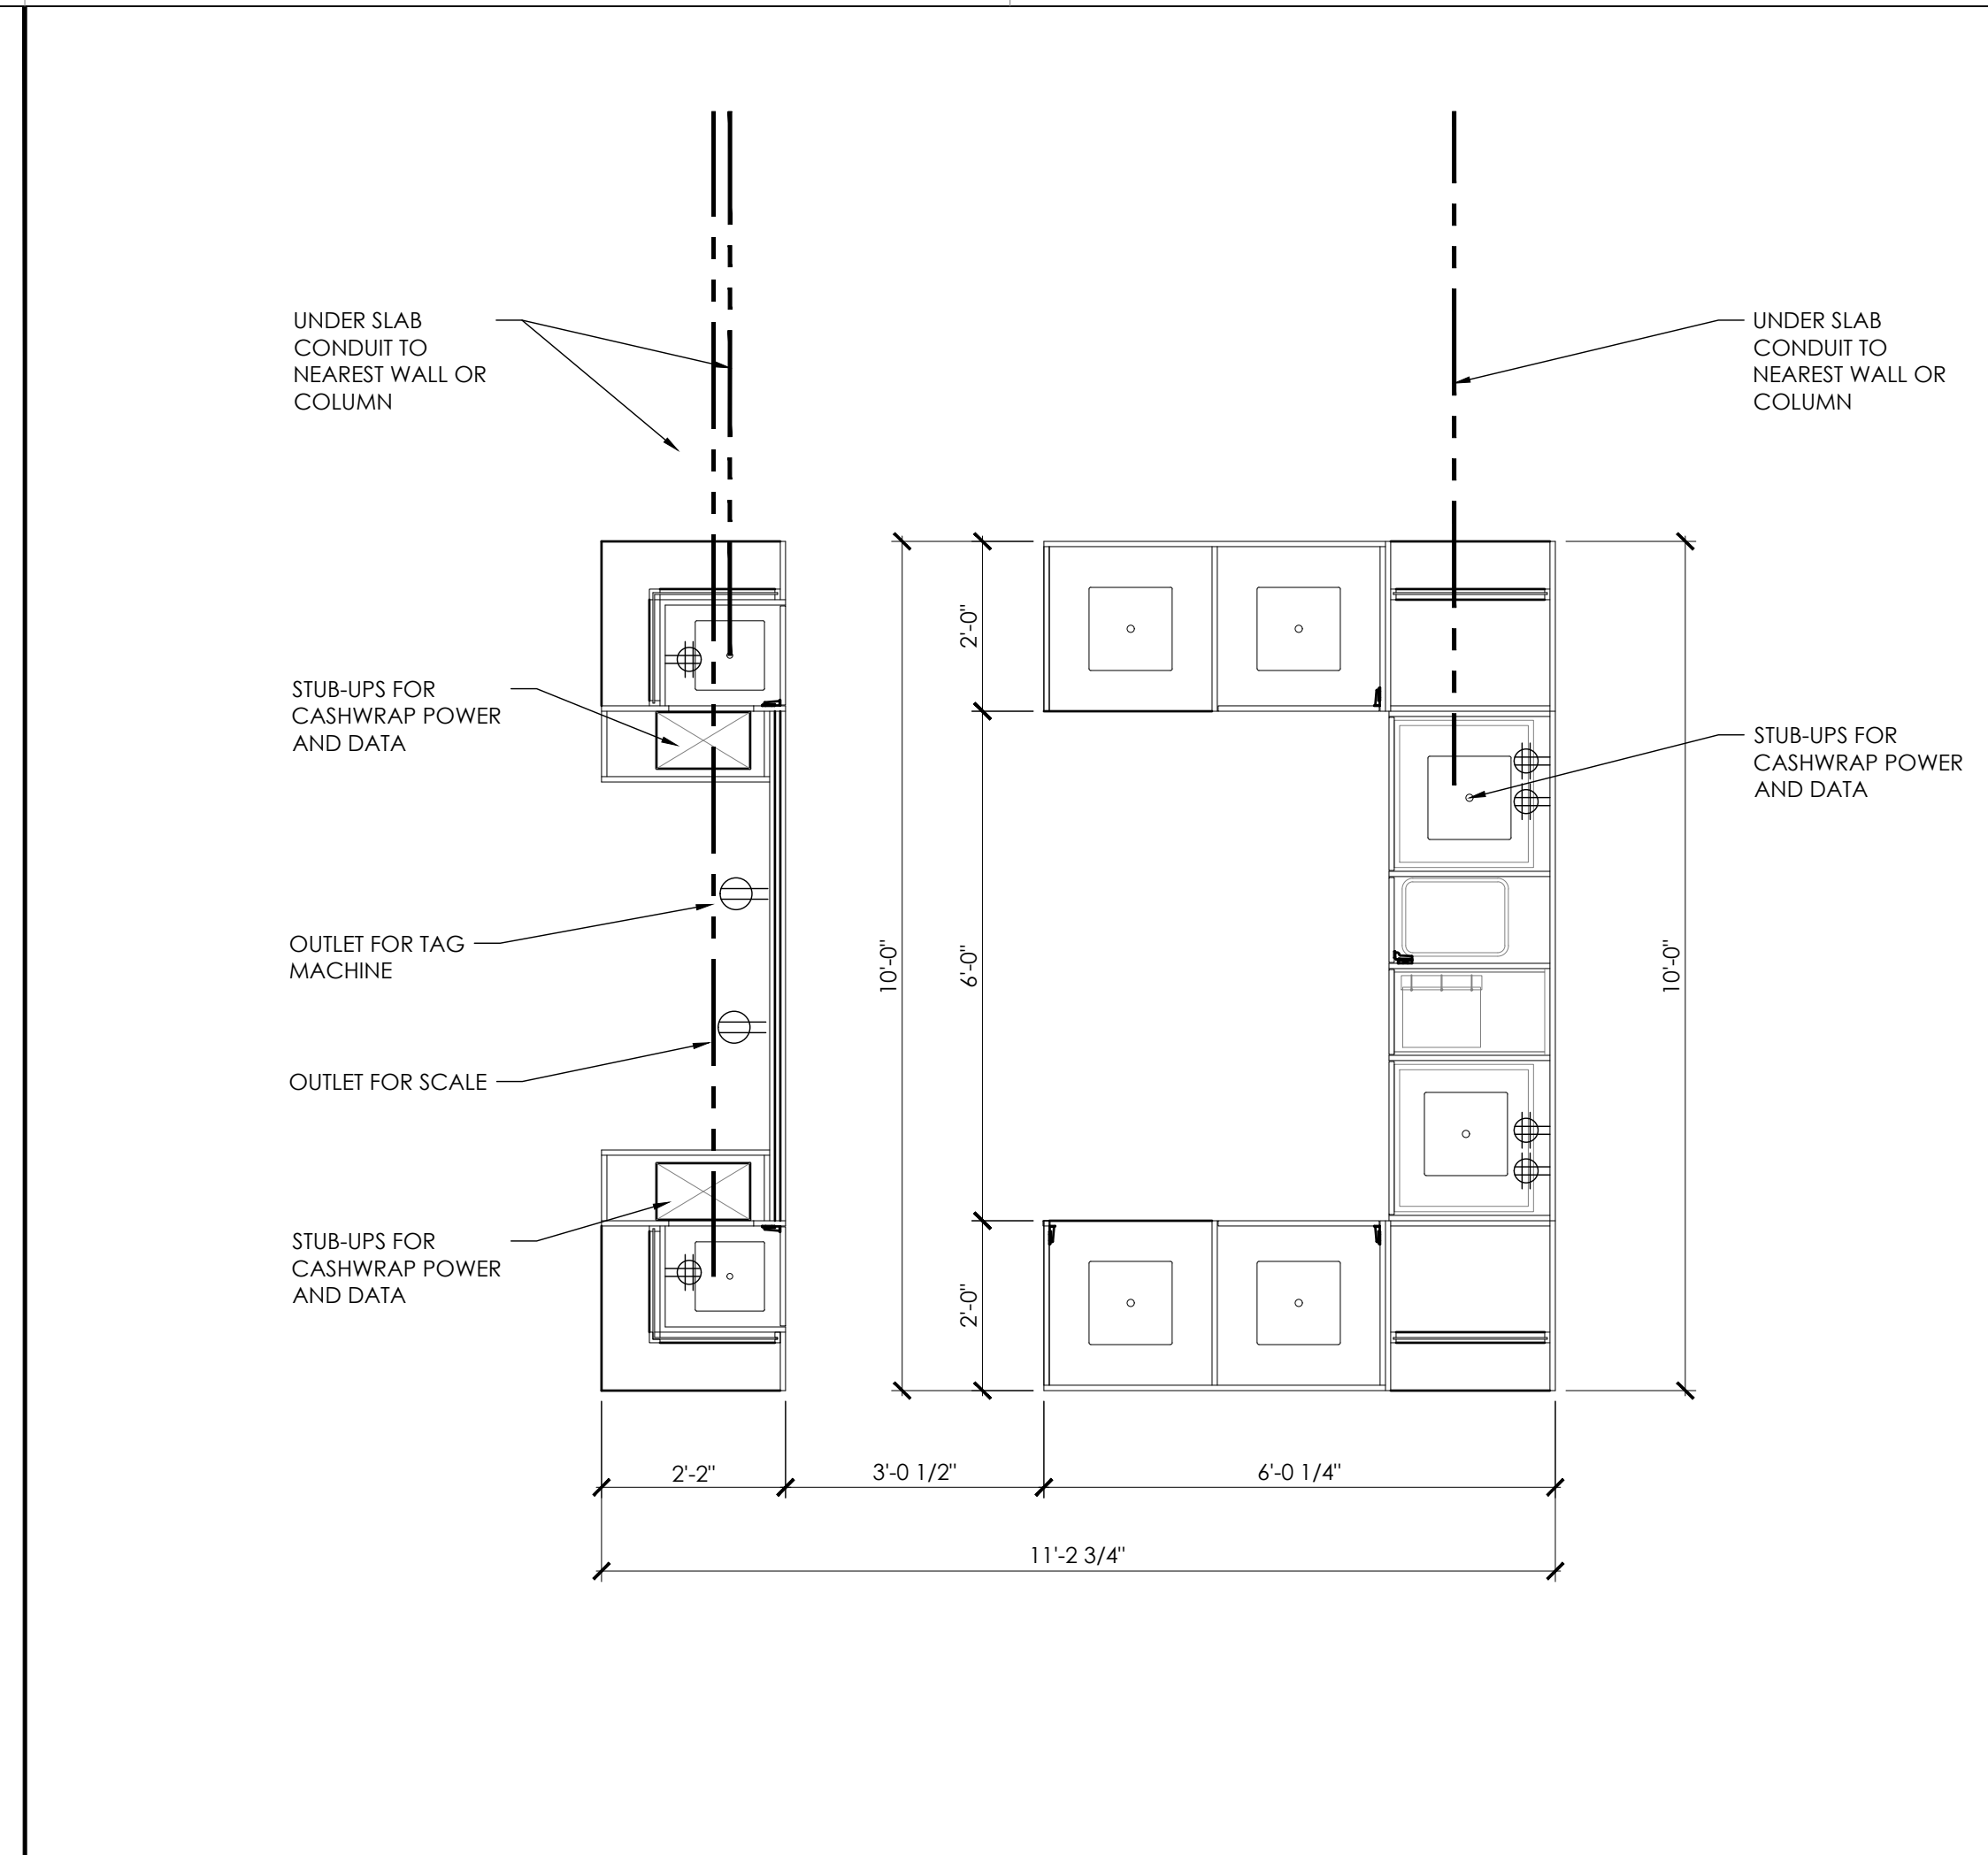 UNDER SLAB
CONDUIT TO
NEAREST WALL OR
COLUMN
UNDER SLAB
CONDUIT TO
NEAREST WALL OR
COLUMN
STUB-UPS FOR
CASHWRAP POWER
AND DATA
STUB-UPS FOR
CASHWRAP POWER
AND DATA
OUTLET FOR TAG
MACHINE
OUTLET FOR SCALE
STUB-UPS FOR
CASHWRAP POWER
AND DATA
10'-0"
2'-0"
6'-0"
2'-0"
10'-0"
2'-2"
3'-0 1/2"
6'-0 1/4"
11'-2 3/4"